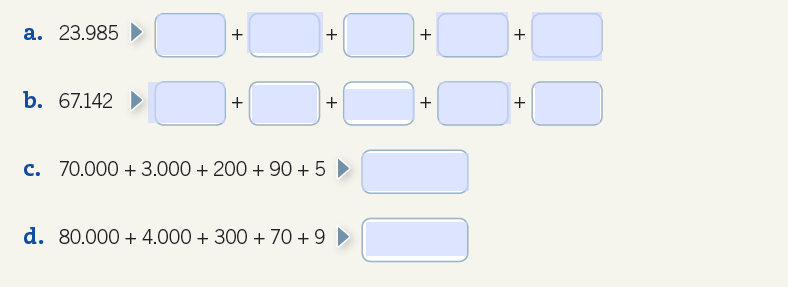 a. 23.985 + + + +
b. 67.142 + + + +
c. 70.000 + 3.000 + 200 + 90 + 5
d. 80.000 + 4.000 + 300 + 70 + 9